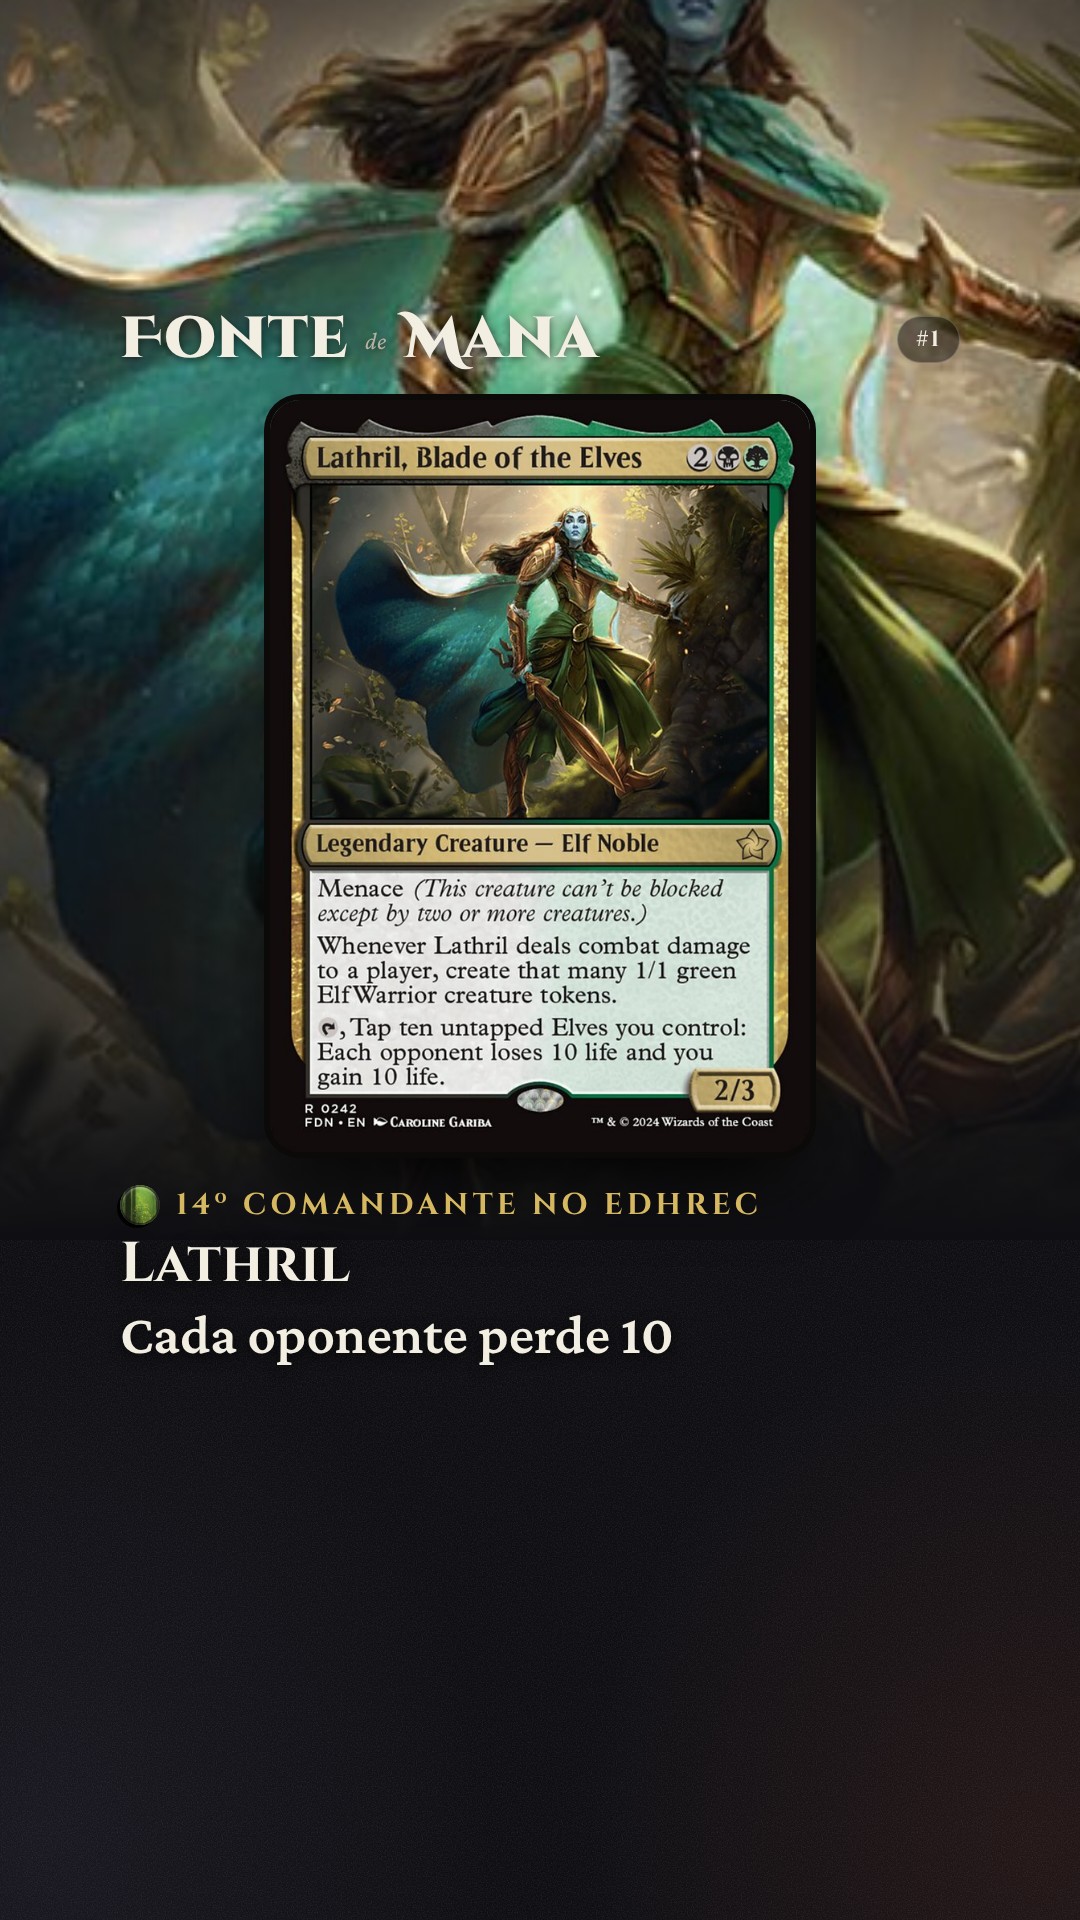 Fonte de Mana
#1
Lathril, Blade of the Elves 2
Legendary Creature — Elf Noble
Menace (This creature can't be blocked
except by two or more creatures.)
Whenever Lathril deals combat damage
to a player, create that many 1/1 green
Elf Warrior creature tokens.
, Tap ten untapped Elves you control:
Each opponent loses 10 life and you
gain 10 life.
2/3
R 0242
FDN • EN Caroline Gariba
™ & © 2024 Wizards of the Coast
14º COMANDANTE NO EDHREC
Lathril
Cada oponente perde 10